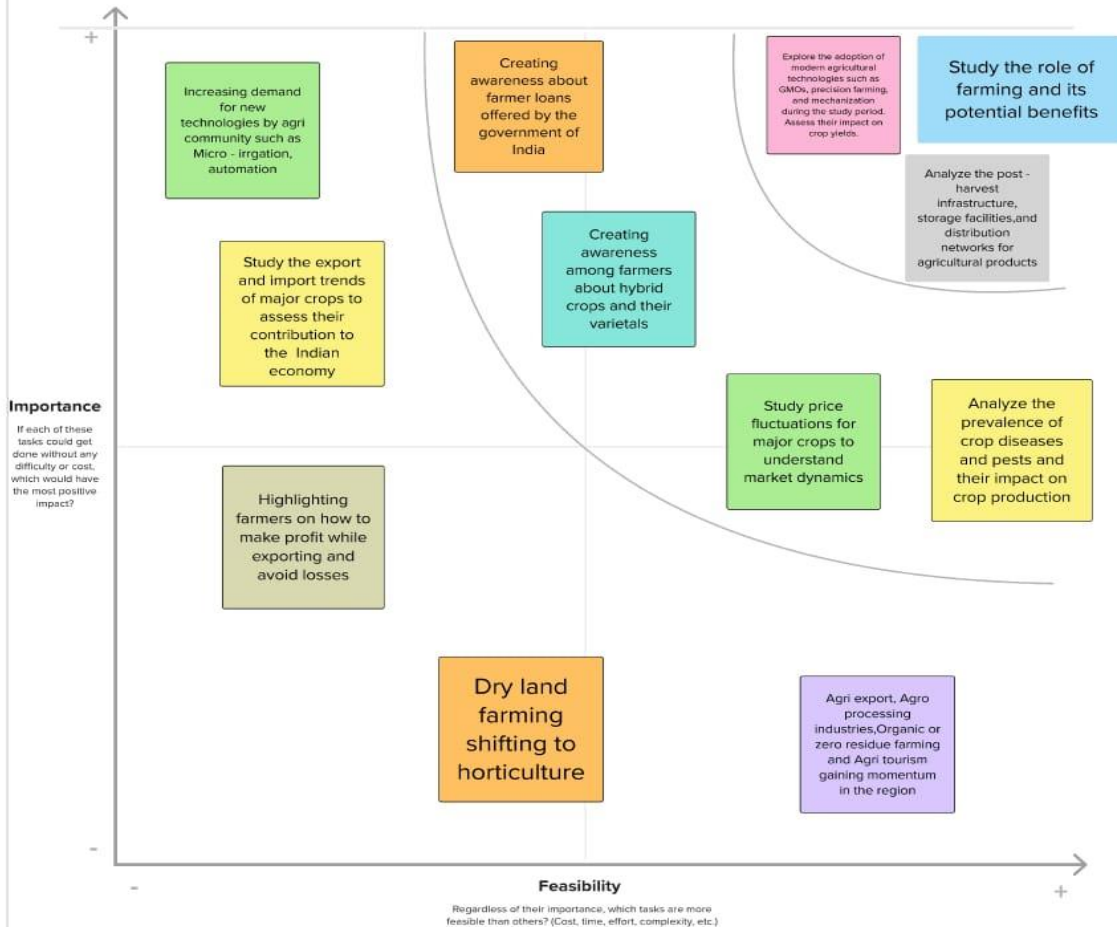 +
Increasing demand
for new
technologies by agri
community such as
Micro - irrgation,
automation
Creating
awareness about
farmer loans
offered by the
government of
India
Explore the adoption of
modern agricultural
technologies such as
GMOs, precision farming,
and mechanization
during the study period.
Assess their impact on
crop yields.
Study the role of
farming and its
potential benefits
Analyze the post -
harvest
infrastructure,
storage facilities,and
distribution
networks for
agricultural products
Study the export
and import trends
of major crops to
assess their
contribution to
the Indian
economy
Creating
awareness
among farmers
about hybrid
crops and their
varietals
Importance
If each of these
tasks could get
done without any
difficulty or cost,
which would have
the most positive
impact?
Study price
fluctuations for
major crops to
understand
market dynamics
Analyze the
prevalence of
crop diseases
and pests and
their impact on
crop production
Highlighting
farmers on how to
make profit while
exporting and
avoid losses
Dry land
farming
shifting to
horticulture
Agri export, Agro
processing
industries,Organic or
zero residue farming
and Agri tourism
gaining momentum
in the region
-
-
Feasibility
+
Regardless of their importance, which tasks are more
feasible than others? (Cost, time, effort, complexity, etc.)